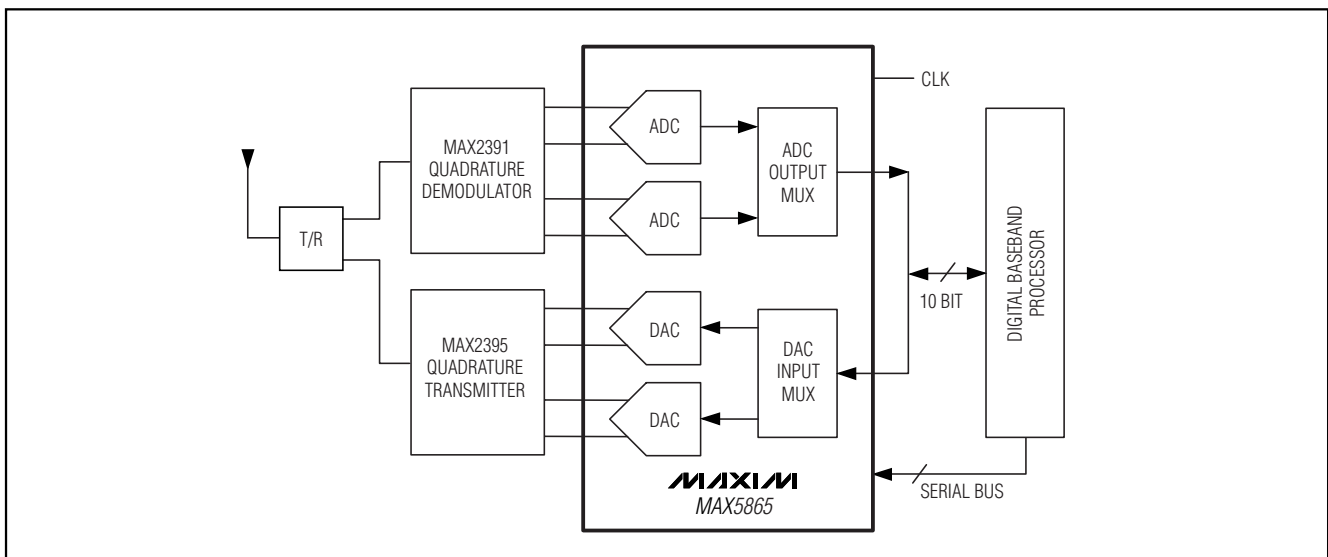 T/R
MAX2391
QUADRATURE
DEMODULATOR
MAX2395
QUADRATURE
TRANSMITTER
ADC
ADC
ADC
OUTPUT
MUX
DAC
DAC
DAC
INPUT
MUX
MAXIM
MAX5865
CLK
10 BIT
SERIAL BUS
DIGITAL BASEBAND
PROCESSOR